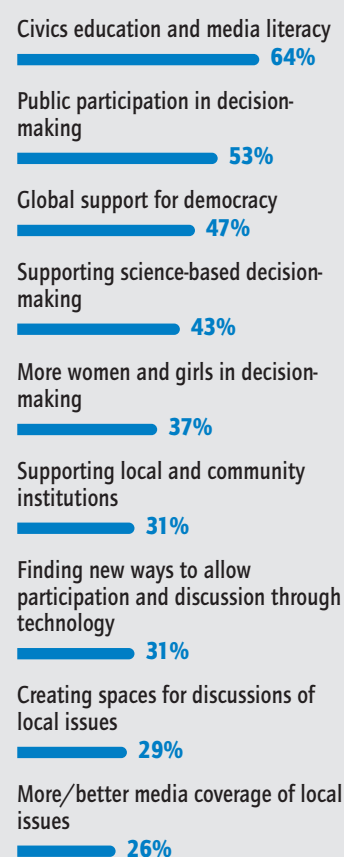 Civics education and media literacy
64%
Public participation in decision-
making
53%
Global support for democracy
47%
Supporting science-based decision-
making
43%
More women and girls in decision-
making
37%
Supporting local and community
institutions
31%
Finding new ways to allow
participation and discussion through
technology
31%
Creating spaces for discussions of
local issues
29%
More/better media coverage of local
issues
26%